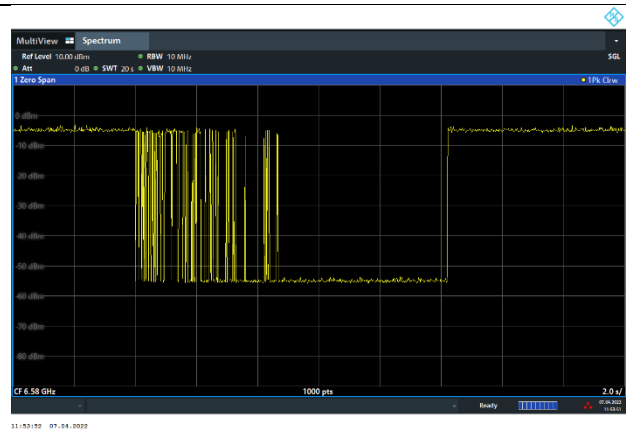 MultiView Spectrum
Ref Level 10.00 dBm RBW 10 MHz SGL
Att 0 dB SWT 20 s VBW 10 MHz
1 Zero Span 1Pk Clrw
0 dBm
-10 dBm
-20 dBm
-30 dBm
-40 dBm
-50 dBm
-60 dBm
-70 dBm
-80 dBm
CF 6.58 GHz 1000 pts 2.0 s/
Ready 07.04.2022
11:53:51
11:53:52 07.04.2022